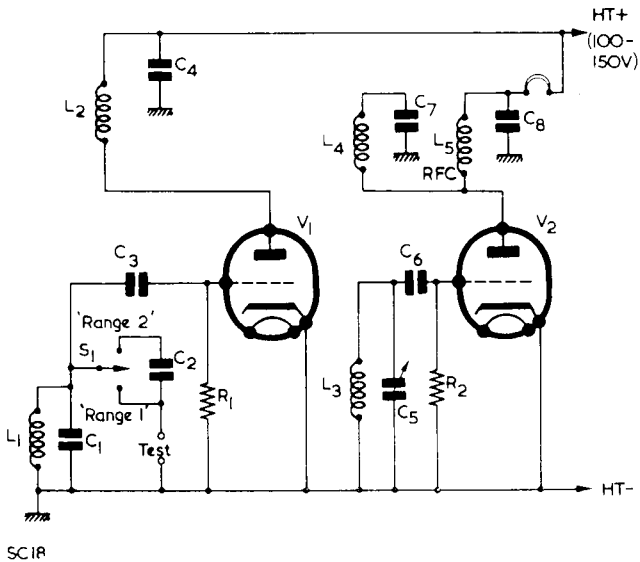 HT+
(100-
150V)
C4
L2
C7
C8
L4
L5
RFC
V1
V2
C3
C6
'Range 2'
S1
C2
'Range 1'
R1
L3
C5
R2
L1
C1
Test
HT-
SC18